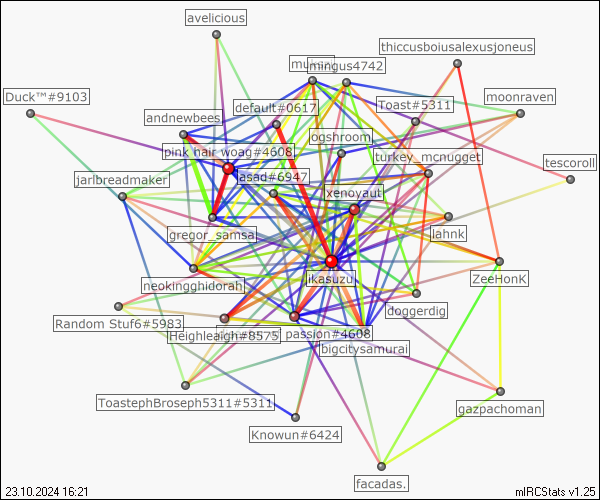 avelicious
thiccusboiusalexusjoneus
mingus4742
Duck™#9103
moonraven
default#0617
Toast#5311
andnewbees
ogshroom
pink hair woag#4608
turkey_mcnugget
tescoroll
jarlbreadmaker
asad#6947
xenoyaut
gregor_samsa
lahnk
neokingghidorah
ikasuzu
ZeeHonK
doggerdig
Random Stuf6#5983
Heighleaigh#8575
passion#4608
bigcitysamurai
ToastephBroseph5311#5311
gazpachoman
Knowun#6424
facadas.
23.10.2024 16:21
mIRCStats v1.25